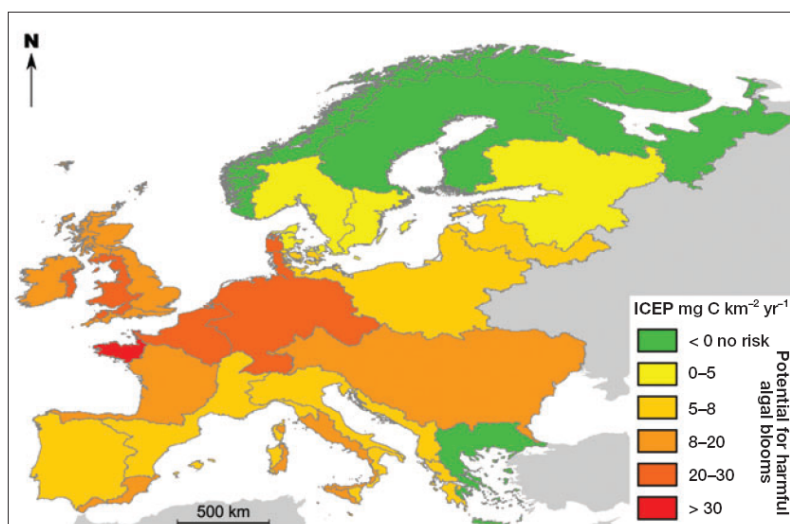 N
ICEP mg C km⁻² yr⁻¹
< 0 no risk
0–5
5–8
8–20
20–30
> 30
Potential for harmful
algal blooms
500 km